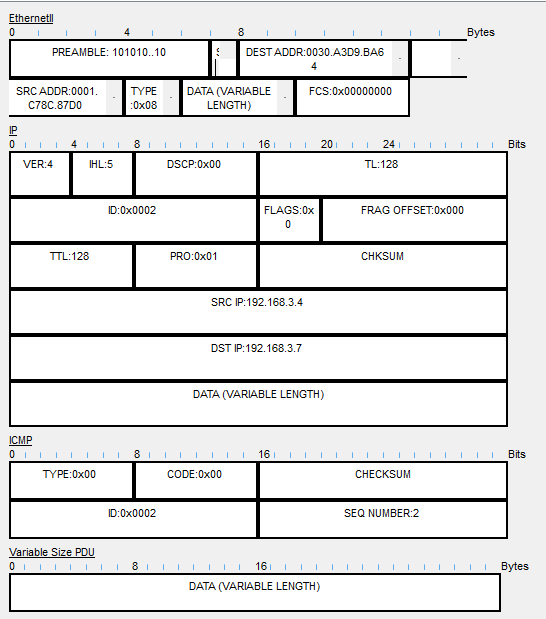 EthernetII
0 4 8 Bytes
PREAMBLE: 101010..10
DEST ADDR:0030.A3D9.BA6
4
SRC ADDR:0001.
C78C.87D0
TYPE
:0x08
DATA (VARIABLE
LENGTH)
FCS:0x00000000
IP
0 4 8 16 20 24 Bits
VER:4 IHL:5 DSCP:0x00 TL:128
ID:0x0002
FLAGS:0x
0
FRAG OFFSET:0x000
TTL:128 PRO:0x01 CHKSUM
SRC IP:192.168.3.4
DST IP:192.168.3.7
DATA (VARIABLE LENGTH)
ICMP
0 8 16 Bits
TYPE:0x00 CODE:0x00 CHECKSUM
ID:0x0002 SEQ NUMBER:2
Variable Size PDU
0 8 16 Bytes
DATA (VARIABLE LENGTH)